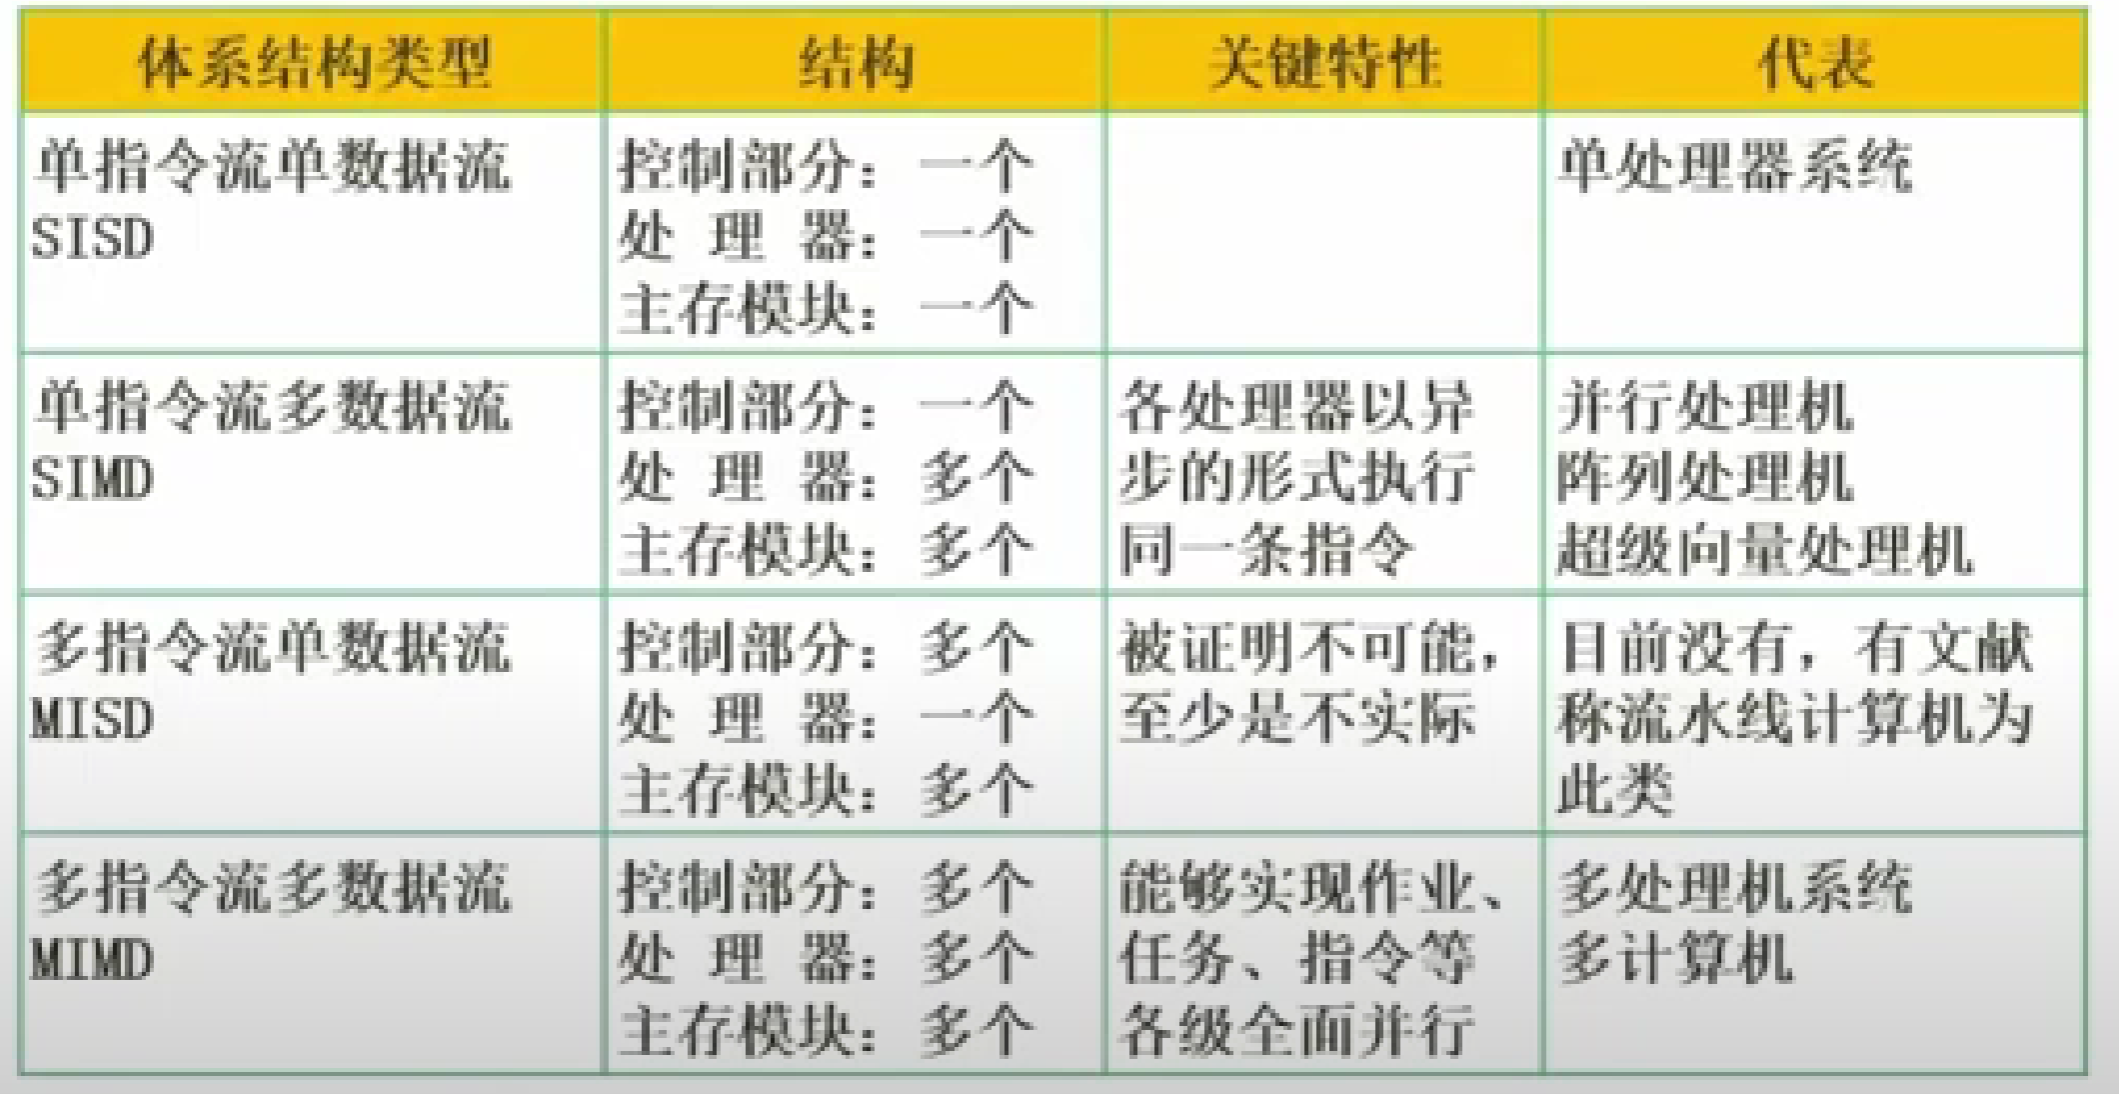 体系结构类型 结构 关键特性 代表
单指令流单数据流
SISD
控制部分：一个
处 理 器：一个
主存模块：一个
单处理器系统
单指令流多数据流
SIMD
控制部分：一个
处 理 器：多个
主存模块：多个
各处理器以异
步的形式执行
同一条指令
并行处理机
阵列处理机
超级向量处理机
多指令流单数据流
MISD
控制部分：多个
处 理 器：一个
主存模块：多个
被证明不可能，
至少是不实际
目前没有，有文献
称流水线计算机为
此类
多指令流多数据流
MIMD
控制部分：多个
处 理 器：多个
主存模块：多个
能够实现作业、
任务、指令等
各级全面并行
多处理机系统
多计算机